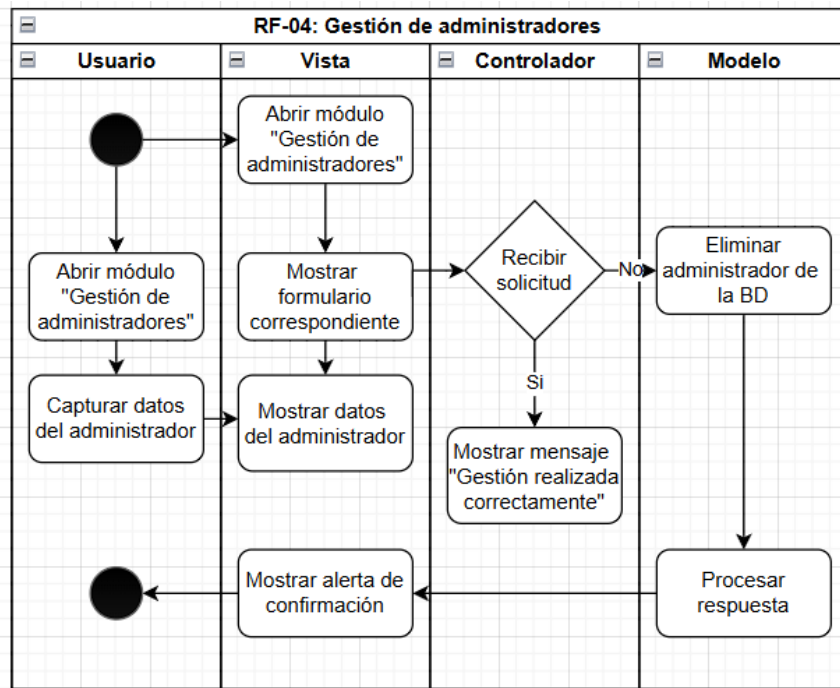 RF-04: Gestión de administradores
Usuario
Vista
Controlador
Modelo
Abrir módulo
"Gestión de
administradores"
Abrir módulo
"Gestión de
administradores"
Mostrar
formulario
correspondiente
Recibir
solicitud
No
Eliminar
administrador de
la BD
Si
Capturar datos
del administrador
Mostrar datos
del administrador
Mostrar mensaje
"Gestión realizada
correctamente"
Mostrar alerta de
confirmación
Procesar
respuesta